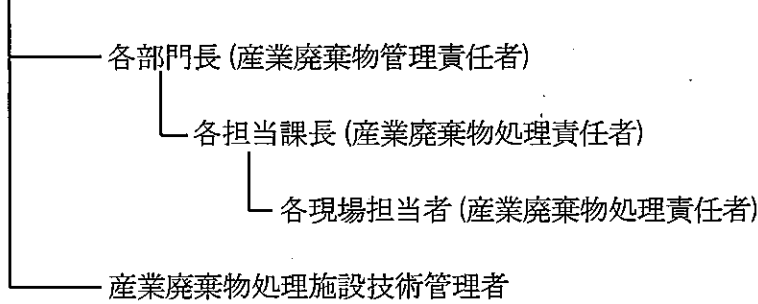 各部門長 (産業廃棄物管理責任者)
各担当課長 (産業廃棄物処理責任者)
各現場担当者 (産業廃棄物処理責任者)
産業廃棄物処理施設技術管理者